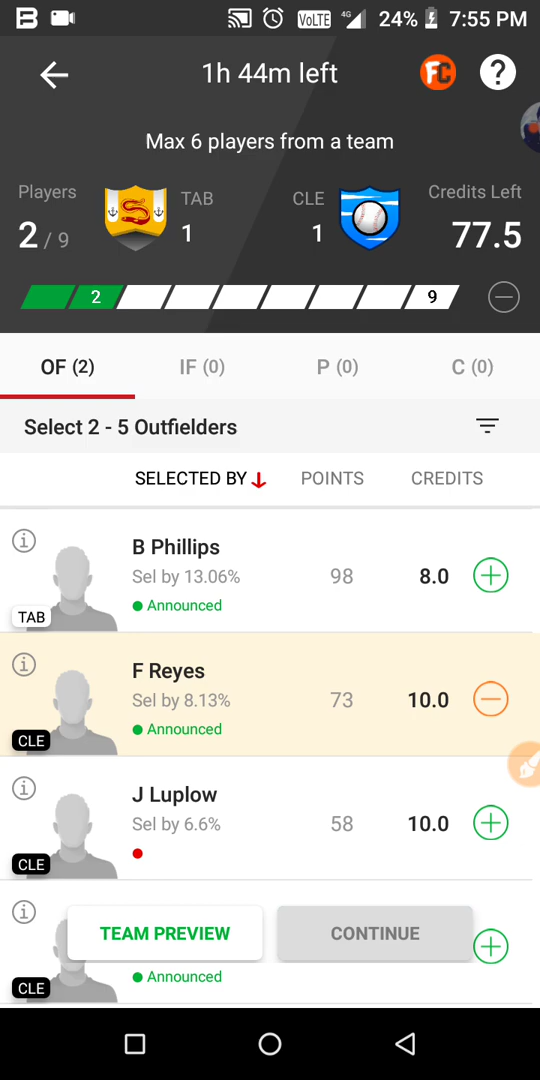 VoLTE 4G 24% 7:55 PM
1h 44m left
FC ?
Max 6 players from a team
Players
TAB
CLE
Credits Left
2 / 9
1
1
77.5
2
9
OF (2)
IF (0)
P (0)
C (0)
Select 2 - 5 Outfielders
SELECTED BY
POINTS
CREDITS
B Phillips
Sel by 13.06%
98
8.0
Announced
TAB
F Reyes
Sel by 8.13%
73
10.0
Announced
CLE
J Luplow
Sel by 6.6%
58
10.0
CLE
TEAM PREVIEW
CONTINUE
Announced
CLE